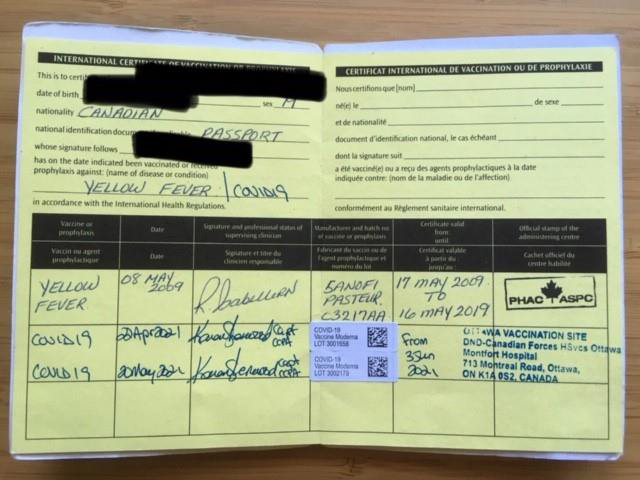 INTERNATIONAL CERTIFICATE OF VACCINATION OR PROPHYLAXIS
This is to certi
date of birth
sex M
nationality CANADIAN
national identification docum PASSPORT
whose signature follows
has on the date indicated been vaccinated or received
prophylaxis against: (name of disease or condition)
YELLOW FEVER / COVID19
in accordance with the International Health Regulations.
CERTIFICAT INTERNATIONAL DE VACCINATION OU DE PROPHYLAXIE
Nous certifions que [nom]
né(e) le de sexe
et de nationalité
document d'identification national, le cas échéant
dont la signature suit
a été vacciné(e) ou a reçu des agents prophylactiques à la date
indiquée contre: (nom de la maladie ou de l'affection)
conformément au Règlement sanitaire international.
Vaccine or prophylaxis
Date
Signature and professional status of supervising clinician
Manufacturer and batch no of vaccine or prophylaxis
Certificate valid from: until:
Official stamp of the administering centre
Vaccin ou agent prophylactique
Date
Signature et titre du clinicien responsable
Fabricant du vaccin ou de l'agent prophylactique et numéro du lot
Certificat valable à partir du: jusqu'au:
Cachet officiel du centre habilité
YELLOW FEVER
08 MAY 2009
SANOFI PASTEUR C3217AA
17 MAY 2009 TO 16 MAY 2019
PHAC ASPC
COVID19
20Apr2021
Capt
COVID-19
Vaccine Moderna
LOT 3001658
COVID19
20May2021
Capt
COVID-19
Vaccine Moderna
LOT 3002179
From
3Jun
2021
OTTAWA VACCINATION SITE
DND-Canadian Forces HSvcs Ottawa
Montfort Hospital
713 Montreal Road, Ottawa,
ON K1A 0S2, CANADA